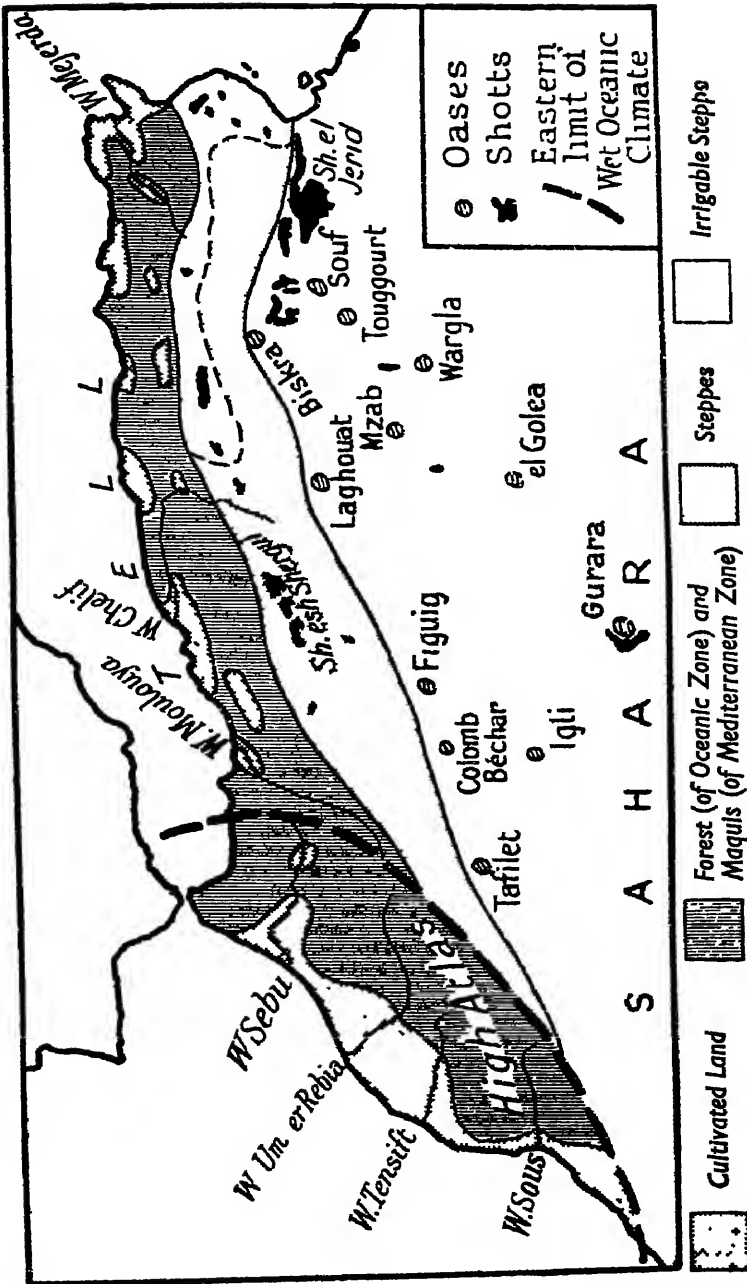 W Mejerda
T E L L
W Chelif
W Moulouya
Sh. el
Jerid
Souf
Touggourt
Biskra
Wargla
Mzab
Laghouat
el Golea
Sh. esh Shergui
Figuig
Gurara
Colomb
Béchar
Igli
Tafilet
S A H A R A
High Atlas
W Sebu
W Um er Rebia
W. Tensift
W. Sous
Oases
Shotts
Eastern
limit of
Wet Oceanic
Climate
Cultivated Land
Forest (of Oceanic Zone) and
Maquis (of Mediterranean Zone)
Steppes
Irrigable Steppe